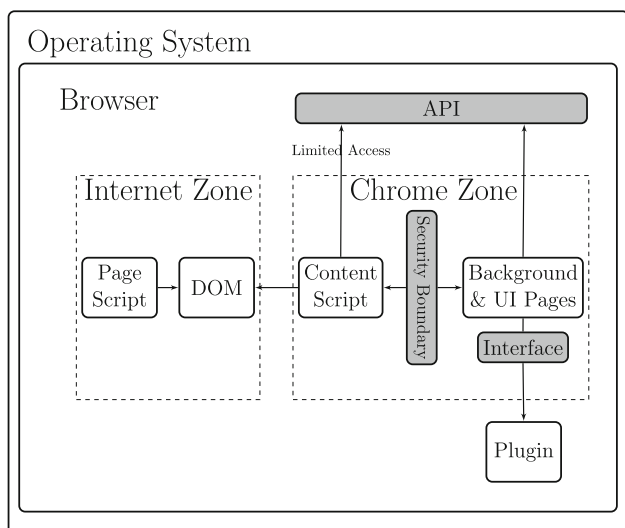 Operating System
Browser
API
Limited Access
Internet Zone
Chrome Zone
Page
Script
DOM
Content
Script
Security Boundary
Background
& UI Pages
Interface
Plugin